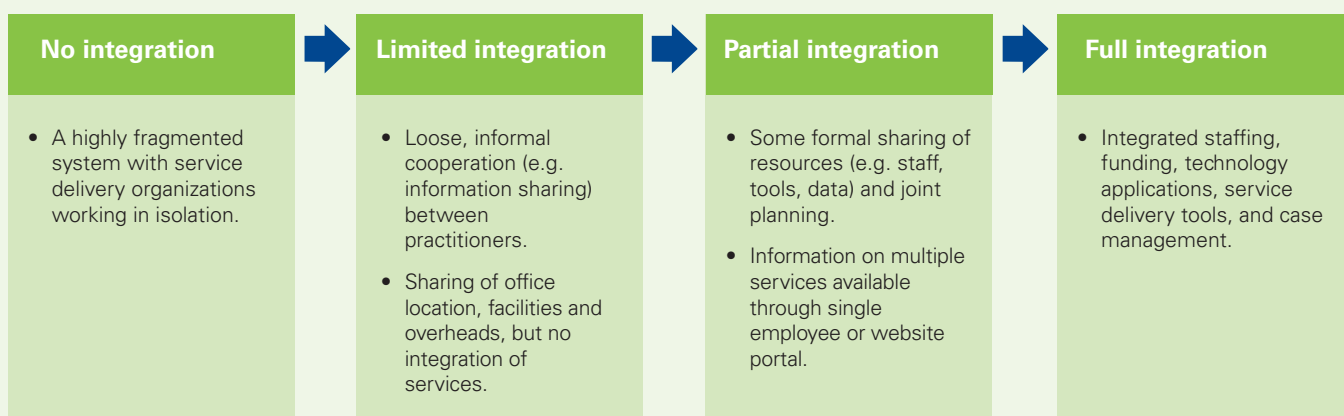 No integration
• A highly fragmented
system with service
delivery organizations
working in isolation.
Limited integration
• Loose, informal
cooperation (e.g.
information sharing)
between
practitioners.
• Sharing of office
location, facilities and
overheads, but no
integration of
services.
Partial integration
• Some formal sharing of
resources (e.g. staff,
tools, data) and joint
planning.
• Information on multiple
services available
through single
employee or website
portal.
Full integration
• Integrated staffing,
funding, technology
applications, service
delivery tools, and case
management.